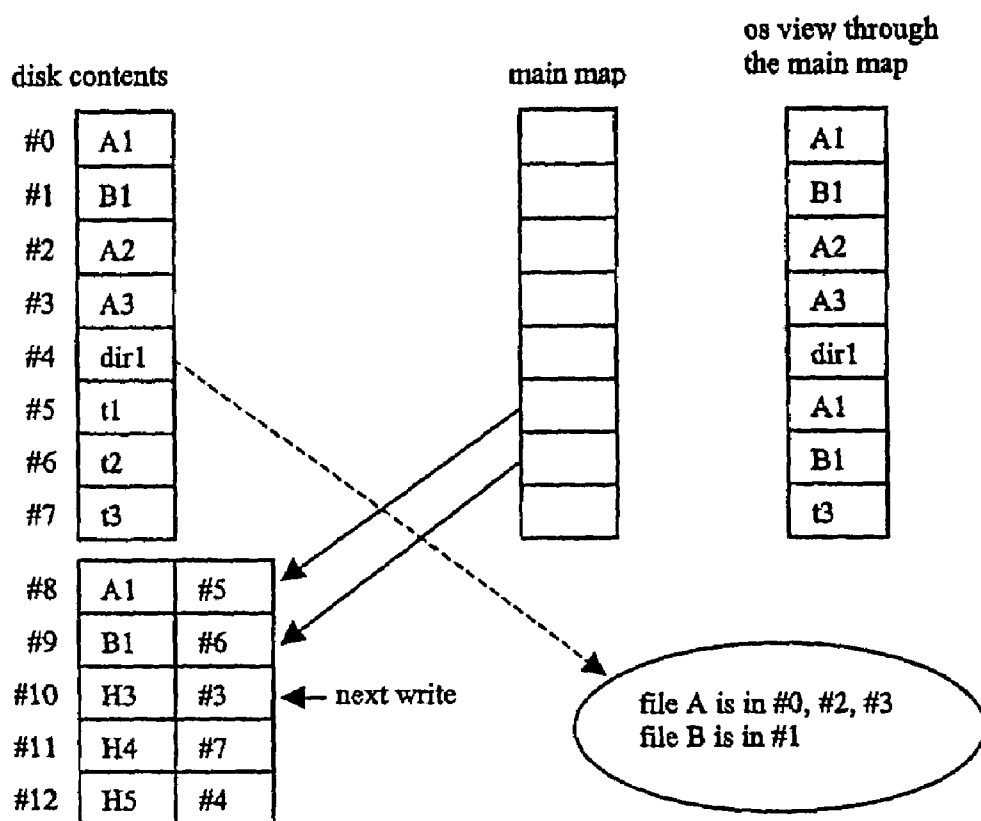 os view through
the main map
disk contents
main map
#0 A1 A1
#1 B1 B1
#2 A2 A2
#3 A3 A3
#4 dir1 dir1
#5 t1 A1
#6 t2 B1
#7 t3 t3
#8 A1 #5
#9 B1 #6
#10 H3 #3 next write
#11 H4 #7
#12 H5 #4
file A is in #0, #2, #3
file B is in #1